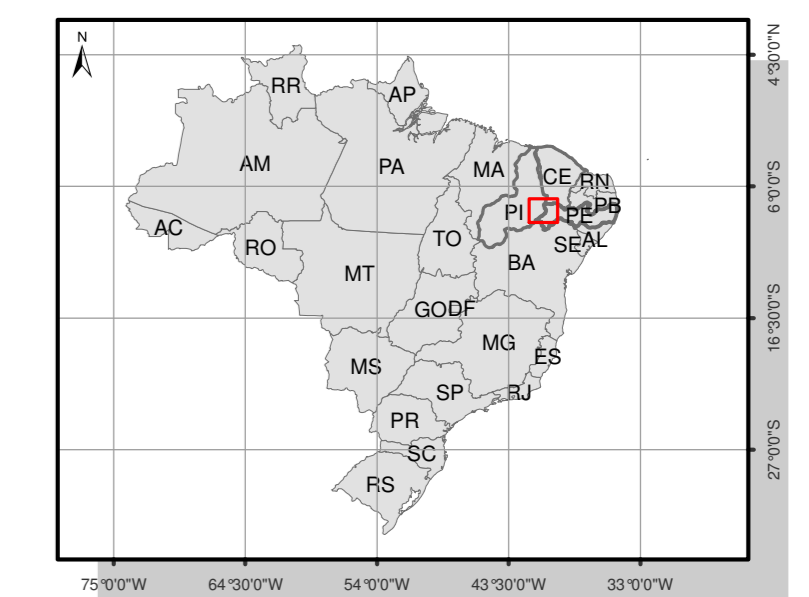 N
4°30'0"N
RR
AP
AM
PA
MA
CE
RN
6°0'0"S
PI
PE
PB
AC
RO
TO
SE
AL
BA
MT
GO
DF
16°30'0"S
MG
ES
MS
SP
RJ
PR
SC
27°0'0"S
RS
75°0'0"W 64°30'0"W 54°0'0"W 43°30'0"W 33°0'0"W